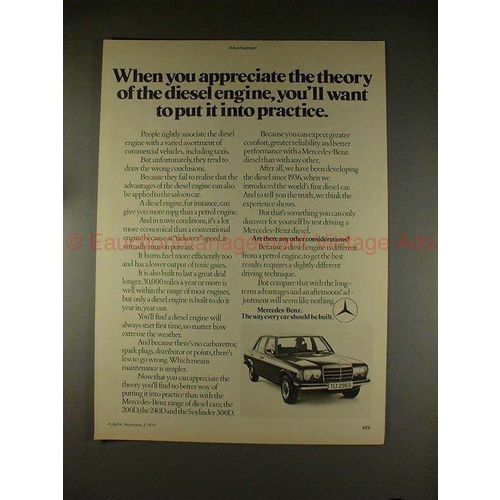 Advertisement
When you appreciate the theory
of the diesel engine, you'll want
to put it into practice.
People rightly associate the diesel
engine with a varied assortment of
commercial vehicles, including taxis.
But unfortunately, they tend to
draw the wrong conclusions.
Because they fail to realise that the
advantages of the diesel engine can also
be applied to the saloon car.
A diesel engine, for instance, can
give you more mpg than a petrol engine.
And in town conditions, it's a lot
more economical than a conventional
virtually runs on pure air.
It burns fuel more efficiently too
and has a lower output of toxic gases.
It is also built to last a great deal
longer. 30,000 miles a year or more is
well within the range of most engines,
but only a diesel engine is built to do it
year in, year out.
You'll find a diesel engine will
always start first time, no matter how
extreme the weather.
And because there's no carburettor,
spark plugs, distributor or points, there's
less to go wrong. Which means
maintenance is simpler.
Now that you can appreciate the
theory you'll find no better way of
putting it into practice than with the
Mercedes-Benz range of diesel cars; the
200D, the 240D and the 5 cylinder 300D.
Because you can expect greater
comfort, greater reliability and better
performance with a Mercedes-Benz
diesel than with any other.
After all, we have been developing
the diesel since 1936, when we
introduced the world's first diesel car.
And to tell you the truth, we think the
experience shows.
But that's something you can only
discover for yourself by test driving a
Mercedes-Benz diesel.
Are there any other considerations?
Because a diesel engine is different
from a petrol engine, to get the best
results requires a slightly different
driving technique.
But compare that with the long-
term advantages and an afternoons' ad-
justment will seem like nothing.
Mercedes-Benz.
The way every car should be built.
PUNCH, November 2 1977
825